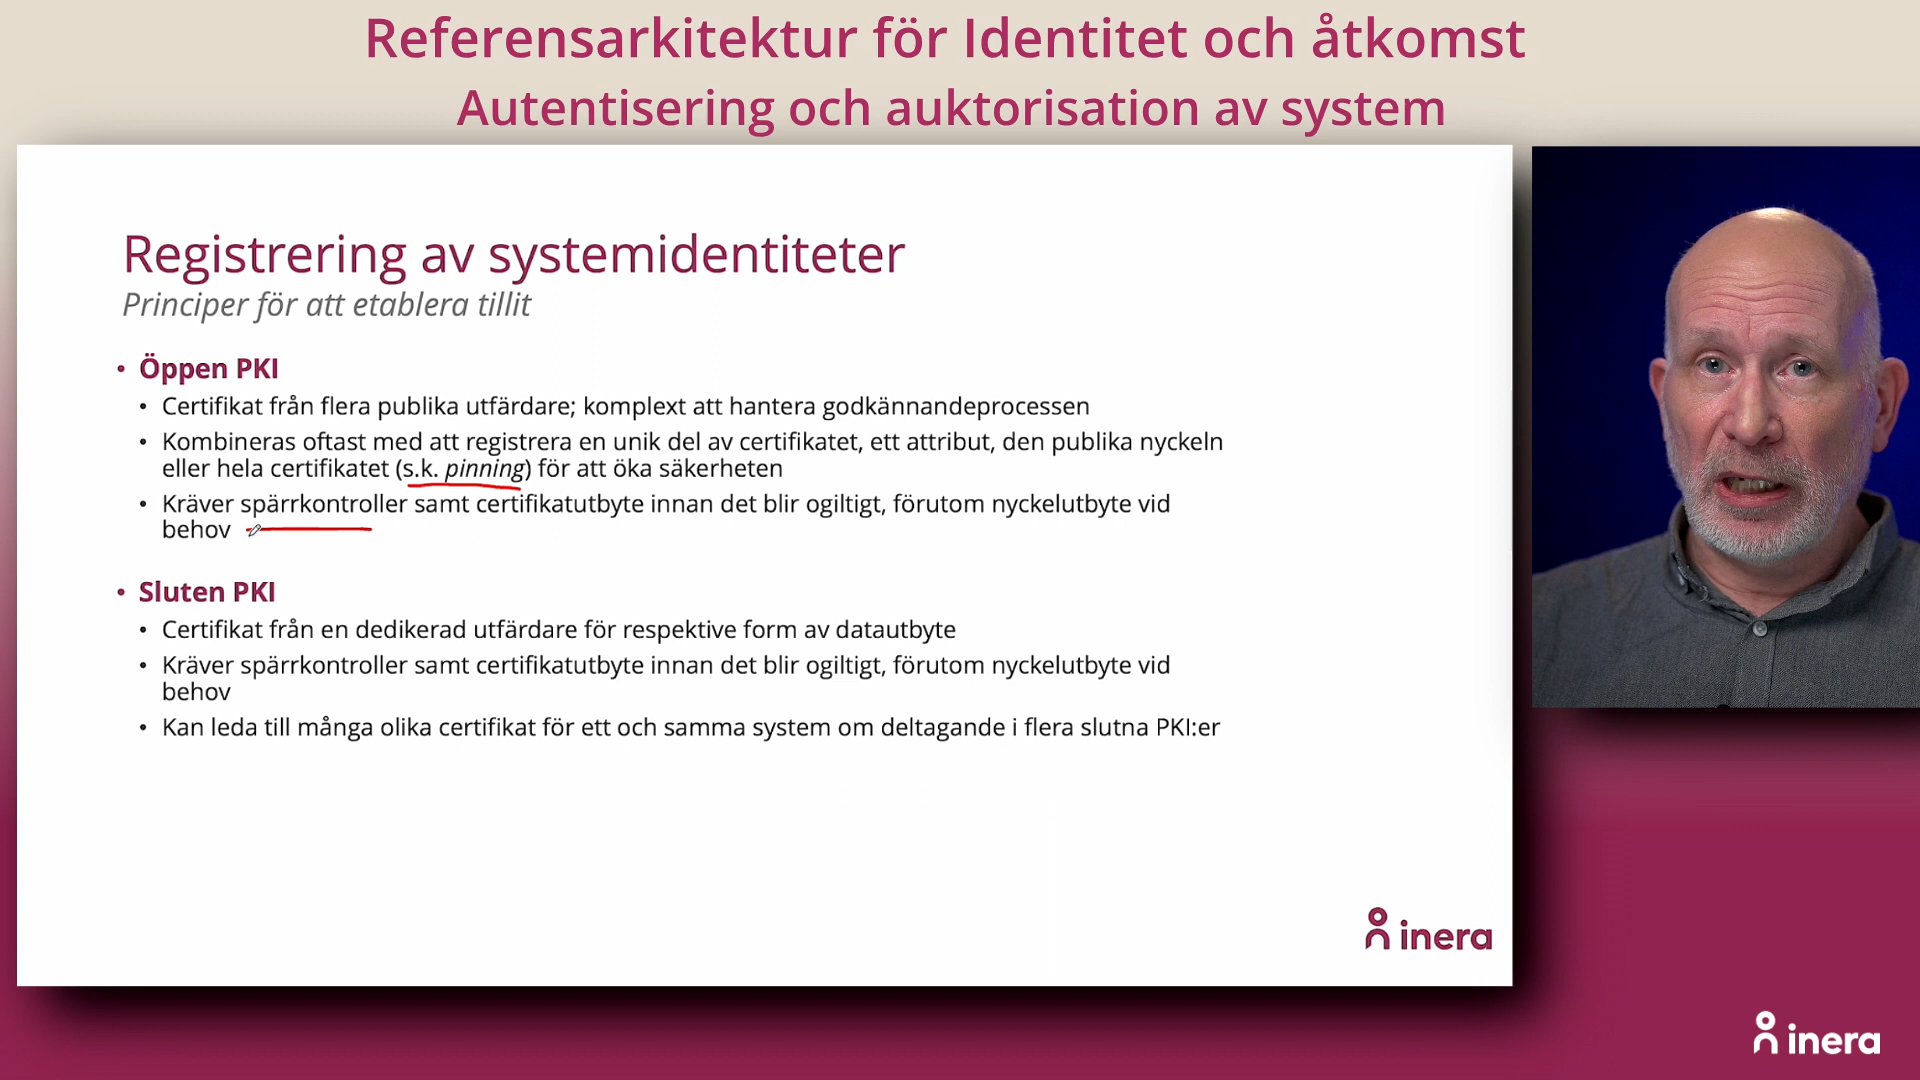 Referensarkitektur för Identitet och åtkomst
Autentisering och auktorisation av system
Registrering av systemidentiteter
Principer för att etablera tillit
• Öppen PKI
• Certifikat från flera publika utfärdare; komplext att hantera godkännandeprocessen
• Kombineras oftast med att registrera en unik del av certifikatet, ett attribut, den publika nyckeln
eller hela certifikatet (s.k. pinning) för att öka säkerheten
• Kräver spärrkontroller samt certifikatutbyte innan det blir ogiltigt, förutom nyckelutbyte vid
behov
• Sluten PKI
• Certifikat från en dedikerad utfärdare för respektive form av datautbyte
• Kräver spärrkontroller samt certifikatutbyte innan det blir ogiltigt, förutom nyckelutbyte vid
behov
• Kan leda till många olika certifikat för ett och samma system om deltagande i flera slutna PKI:er
inera
inera